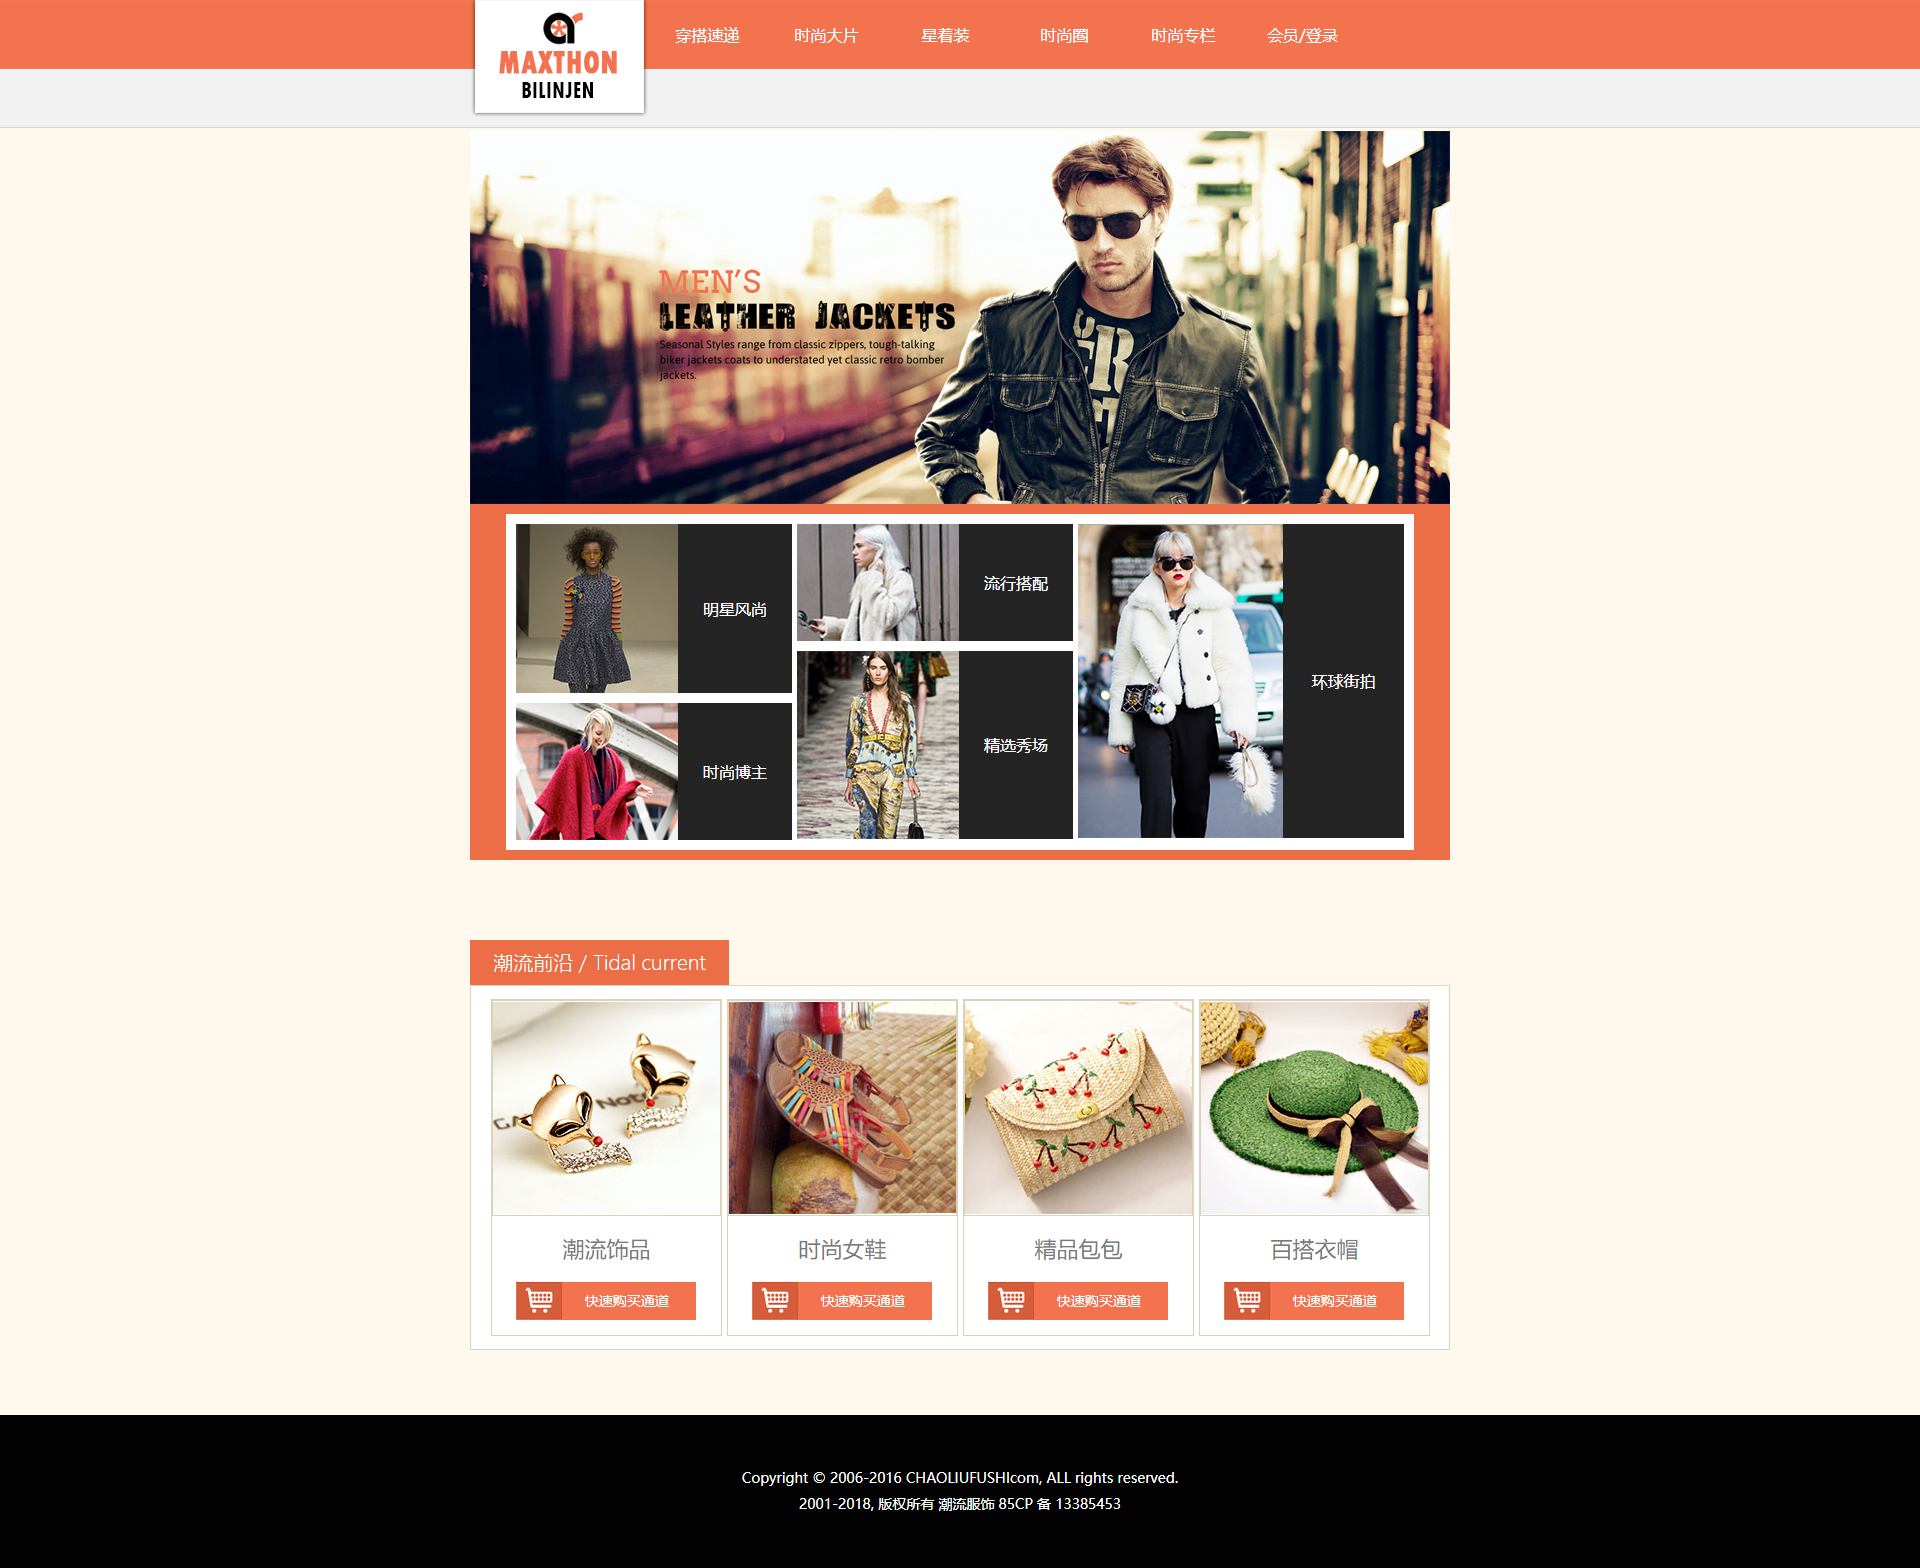 MAXTHON
BILINJEN
穿搭速递 时尚大片 星着装 时尚圈 时尚专栏 会员/登录
MEN'S
LEATHER JACKETS
Seasonal Styles range from classic zippers, tough-talking
biker jackets coats to understated yet classic retro bomber
jackets.
明星风尚
流行搭配
环球街拍
时尚博主
精选秀场
潮流前沿 / Tidal current
潮流饰品
时尚女鞋
精品包包
百搭衣帽
快速购买通道
快速购买通道
快速购买通道
快速购买通道
Copyright © 2006-2016 CHAOLIUFUSHIcom, ALL rights reserved.
2001-2018, 版权所有 潮流服饰 85CP 备 13385453